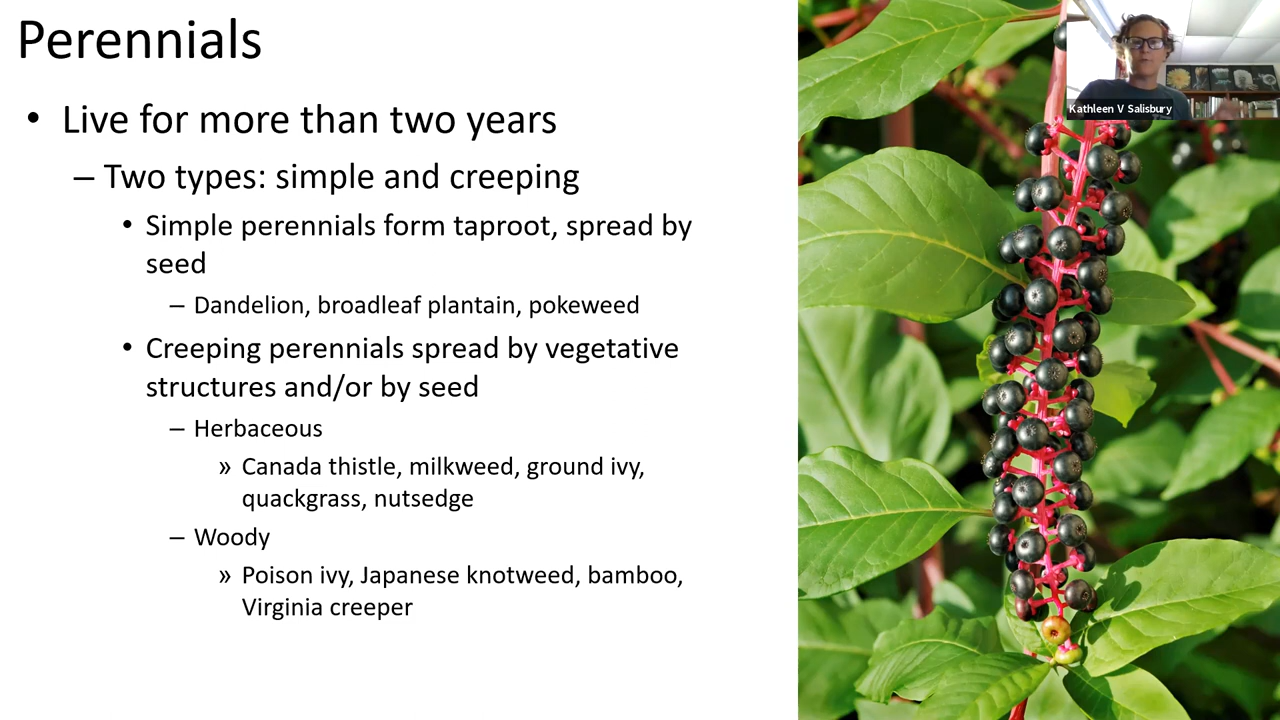 Perennials
• Live for more than two years
– Two types: simple and creeping
• Simple perennials form taproot, spread by
seed
– Dandelion, broadleaf plantain, pokeweed
• Creeping perennials spread by vegetative
structures and/or by seed
– Herbaceous
» Canada thistle, milkweed, ground ivy,
quackgrass, nutsedge
– Woody
» Poison ivy, Japanese knotweed, bamboo,
Virginia creeper
Kathleen V Salisbury